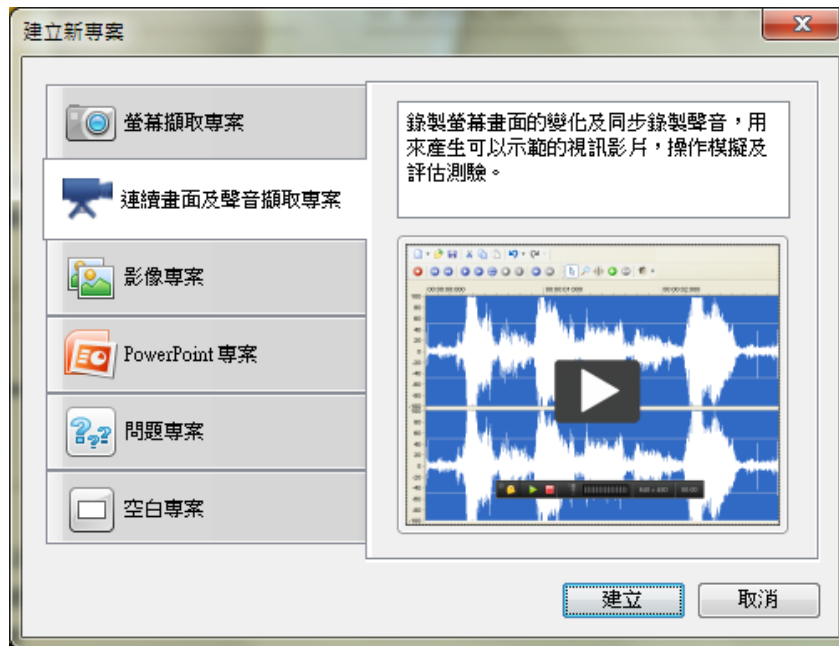 建立新專案
螢幕擷取專案
連續畫面及聲音擷取專案
影像專案
PowerPoint 專案
問題專案
空白專案
錄製螢幕畫面的變化及同步錄製聲音，用
來產生可以示範的視訊影片，操作模擬及
評估測驗。
建立
取消